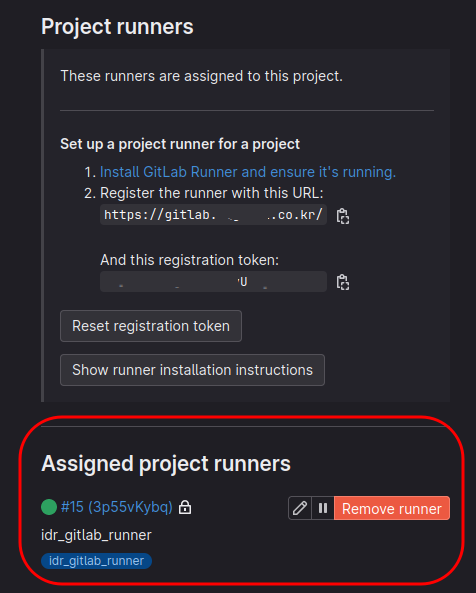 Project runners
These runners are assigned to this project.
Set up a project runner for a project
1. Install GitLab Runner and ensure it's running.
2. Register the runner with this URL:
https://gitlab. .co.kr/
And this registration token:
Reset registration token
Show runner installation instructions
Assigned project runners
#15 (3p55vKybq)
Remove runner
idr_gitlab_runner
idr_gitlab_runner